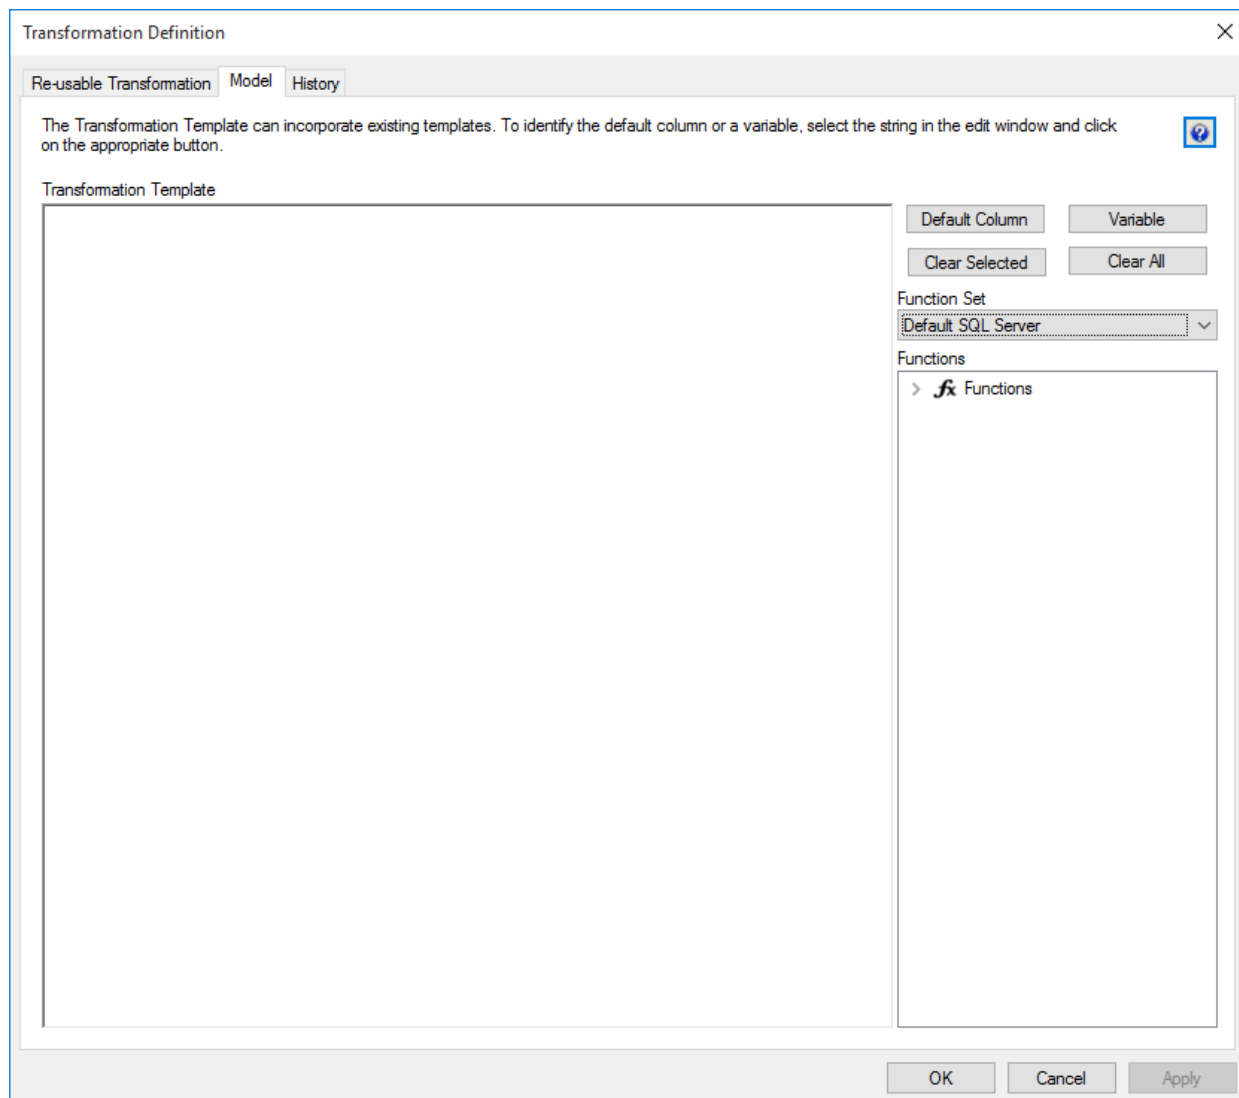 Transformation Definition
Re-usable Transformation Model History
The Transformation Template can incorporate existing templates. To identify the default column or a variable, select the string in the edit window and click
on the appropriate button.
Transformation Template
Default Column Variable
Clear Selected Clear All
Function Set
Default SQL Server
Functions
fx Functions
OK Cancel Apply